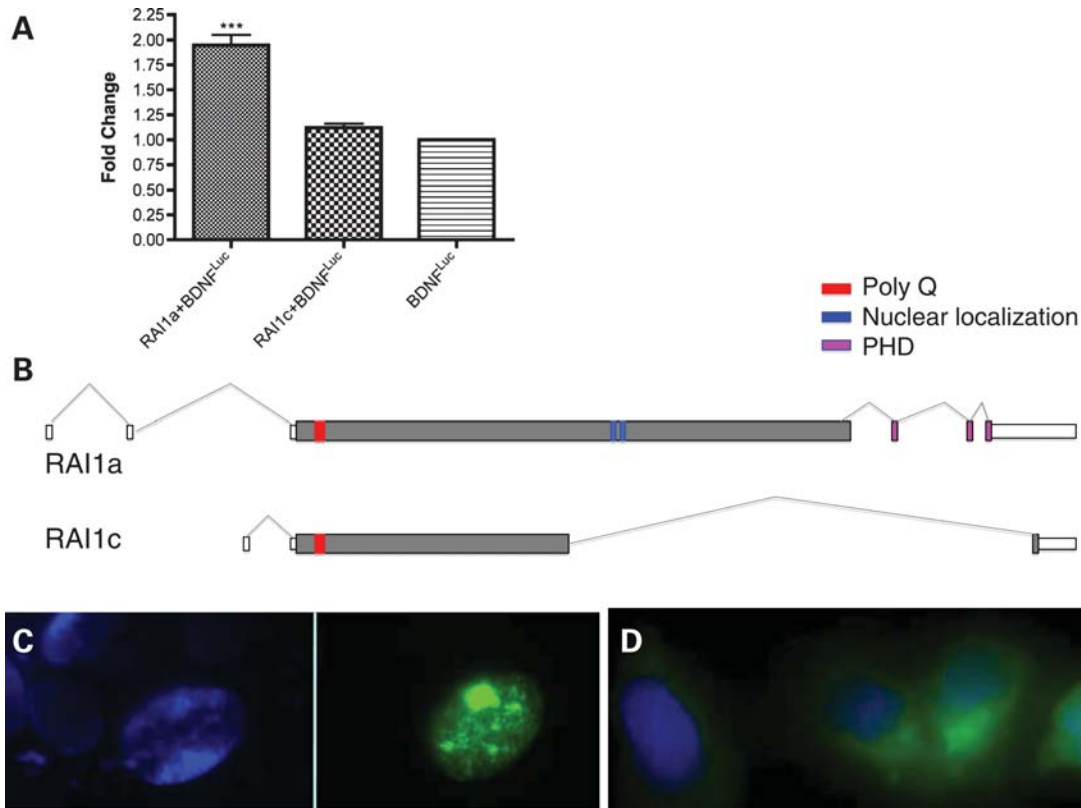 A
Fold Change
2.25
2.00
1.75
1.50
1.25
1.00
0.75
0.50
0.25
0.00
***
RAI1a+BDNF^Luc
RAI1c+BDNF^Luc
BDNF^Luc
Poly Q
Nuclear localization
PHD
B
RAI1a
RAI1c
C
D